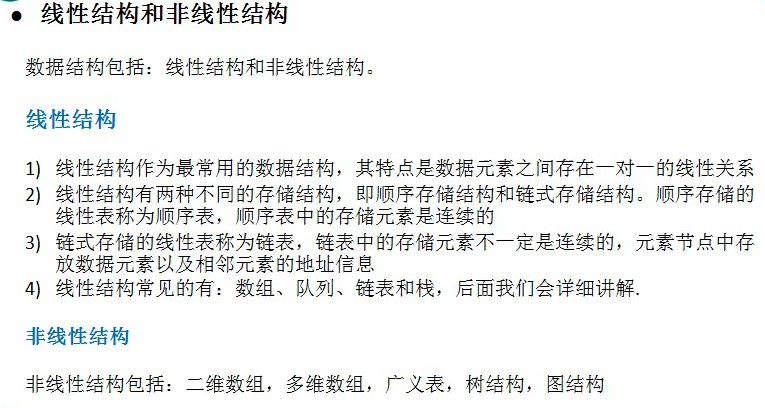 ● 线性结构和非线性结构
数据结构包括：线性结构和非线性结构。
线性结构
1) 线性结构作为最常用的数据结构，其特点是数据元素之间存在一对一的线性关系
2) 线性结构有两种不同的存储结构，即顺序存储结构和链式存储结构。顺序存储的
线性表称为顺序表，顺序表中的存储元素是连续的
3) 链式存储的线性表称为链表，链表中的存储元素不一定是连续的，元素节点中存
放数据元素以及相邻元素的地址信息
4) 线性结构常见的有：数组、队列、链表和栈，后面我们会详细讲解.
非线性结构
非线性结构包括：二维数组，多维数组，广义表，树结构，图结构